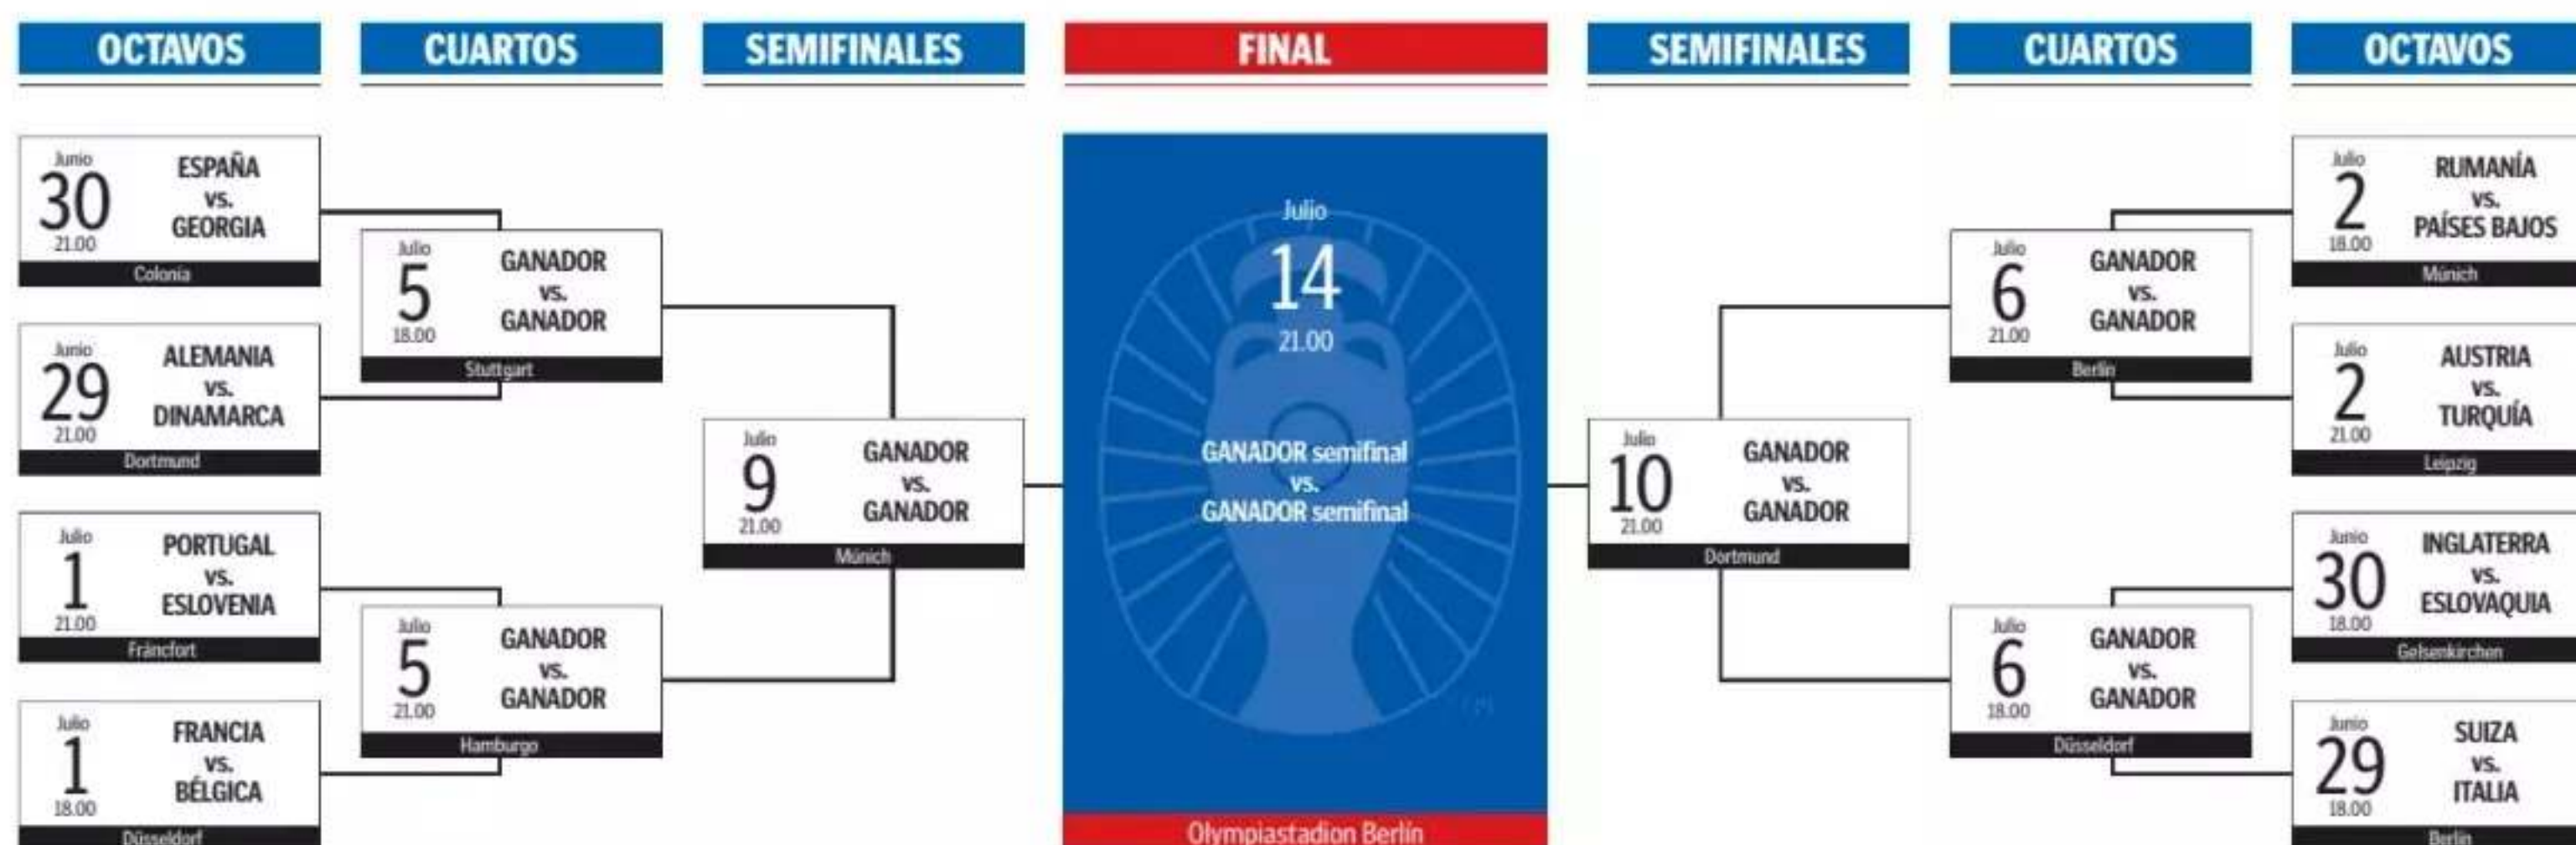 OCTAVOS
CUARTOS
SEMIFINALES
FINAL
SEMIFINALES
CUARTOS
OCTAVOS
Junio
30
21.00
ESPAÑA
vs.
GEORGIA
Colonia
Junio
29
21.00
ALEMANIA
vs.
DINAMARCA
Dortmund
Julio
1
21.00
PORTUGAL
vs.
ESLOVENIA
Fráncfort
Julio
1
18.00
FRANCIA
vs.
BÉLGICA
Düsseldorf
Julio
5
18.00
GANADOR
vs.
GANADOR
Stuttgart
Julio
5
21.00
GANADOR
vs.
GANADOR
Hamburgo
Julio
9
21.00
GANADOR
vs.
GANADOR
Múnich
Julio
14
21.00
GANADOR semifinal
vs.
GANADOR semifinal
Olympiastadion Berlín
Julio
10
21.00
GANADOR
vs.
GANADOR
Dortmund
Julio
6
21.00
GANADOR
vs.
GANADOR
Berlín
Julio
6
18.00
GANADOR
vs.
GANADOR
Düsseldorf
Julio
2
18.00
RUMANÍA
vs.
PAÍSES BAJOS
Múnich
Julio
2
21.00
AUSTRIA
vs.
TURQUÍA
Leipzig
Junio
30
18.00
INGLATERRA
vs.
ESLOVAQUIA
Gelsenkirchen
Junio
29
18.00
SUIZA
vs.
ITALIA
Berlín